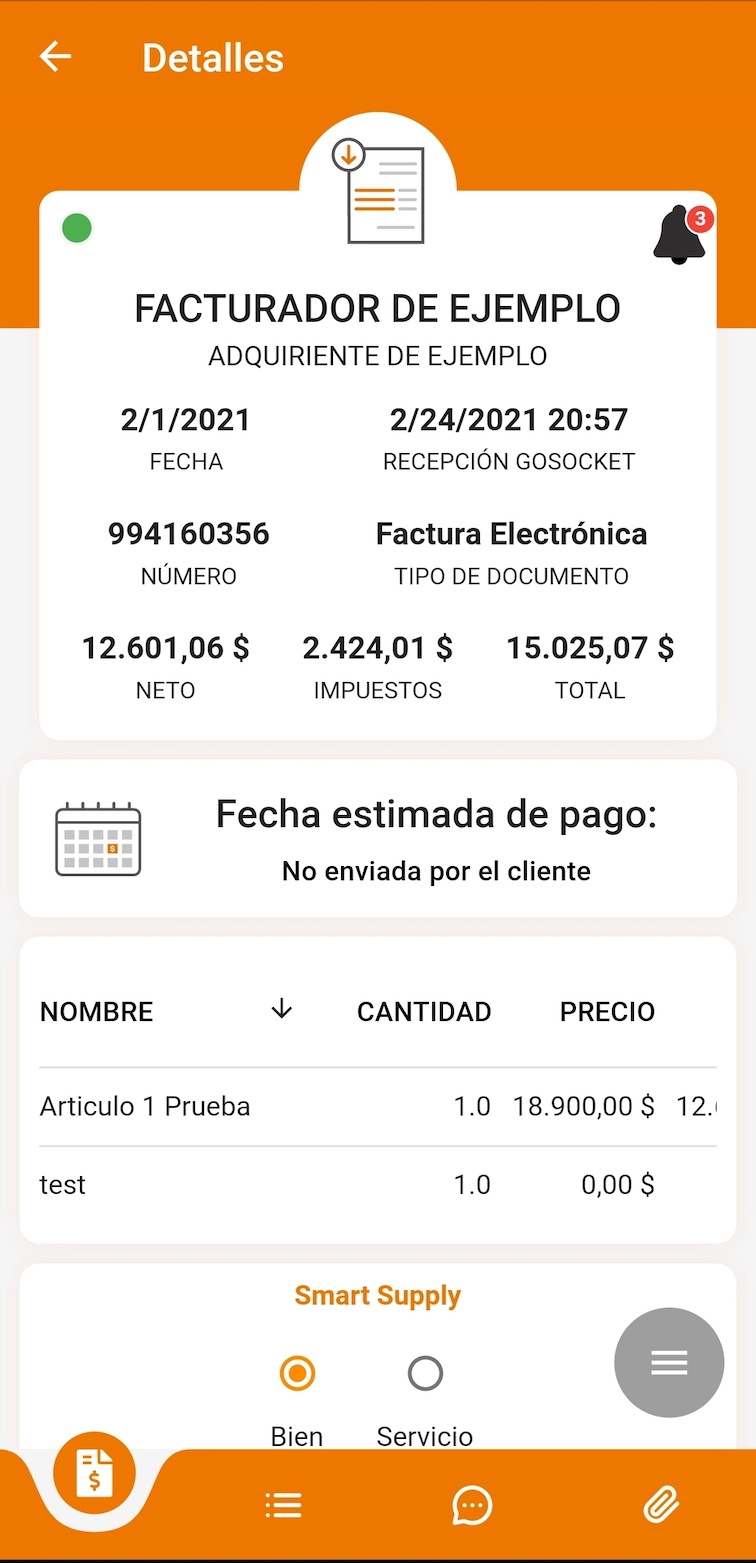 Detalles
3
FACTURADOR DE EJEMPLO
ADQUIRIENTE DE EJEMPLO
2/1/2021 2/24/2021 20:57
FECHA RECEPCIÓN GOSOCKET
994160356 Factura Electrónica
NÚMERO TIPO DE DOCUMENTO
12.601,06 $ 2.424,01 $ 15.025,07 $
NETO IMPUESTOS TOTAL
Fecha estimada de pago:
No enviada por el cliente
NOMBRE CANTIDAD PRECIO
Articulo 1 Prueba 1.0 18.900,00 $
test 1.0 0,00 $
Smart Supply
Bien Servicio